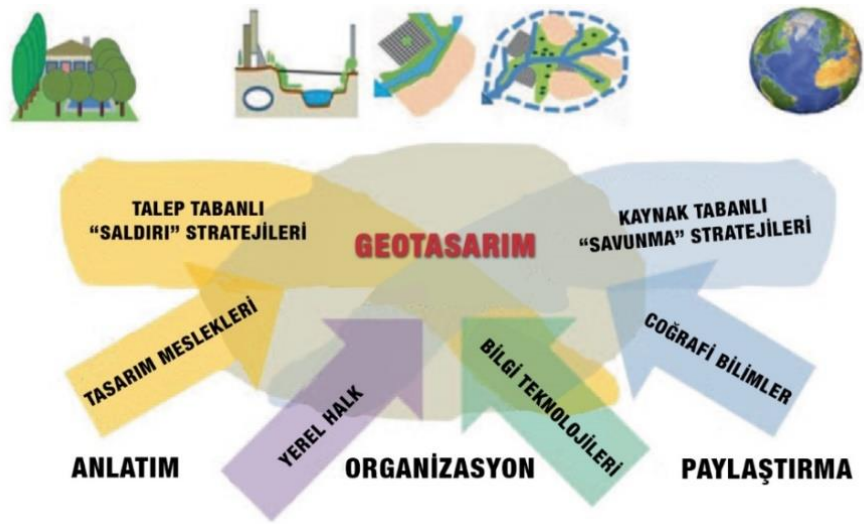 TALEP TABANLI
“SALDIRI” STRATEJİLERİ
GEOTASARIM
KAYNAK TABANLI
“SAVUNMA” STRATEJİLERİ
TASARIM MESLEKLERİ
YEREL HALK
BİLGİ TEKNOLOJİLERİ
COĞRAFİ BİLİMLER
ANLATIM
ORGANİZASYON
PAYLAŞTIRMA